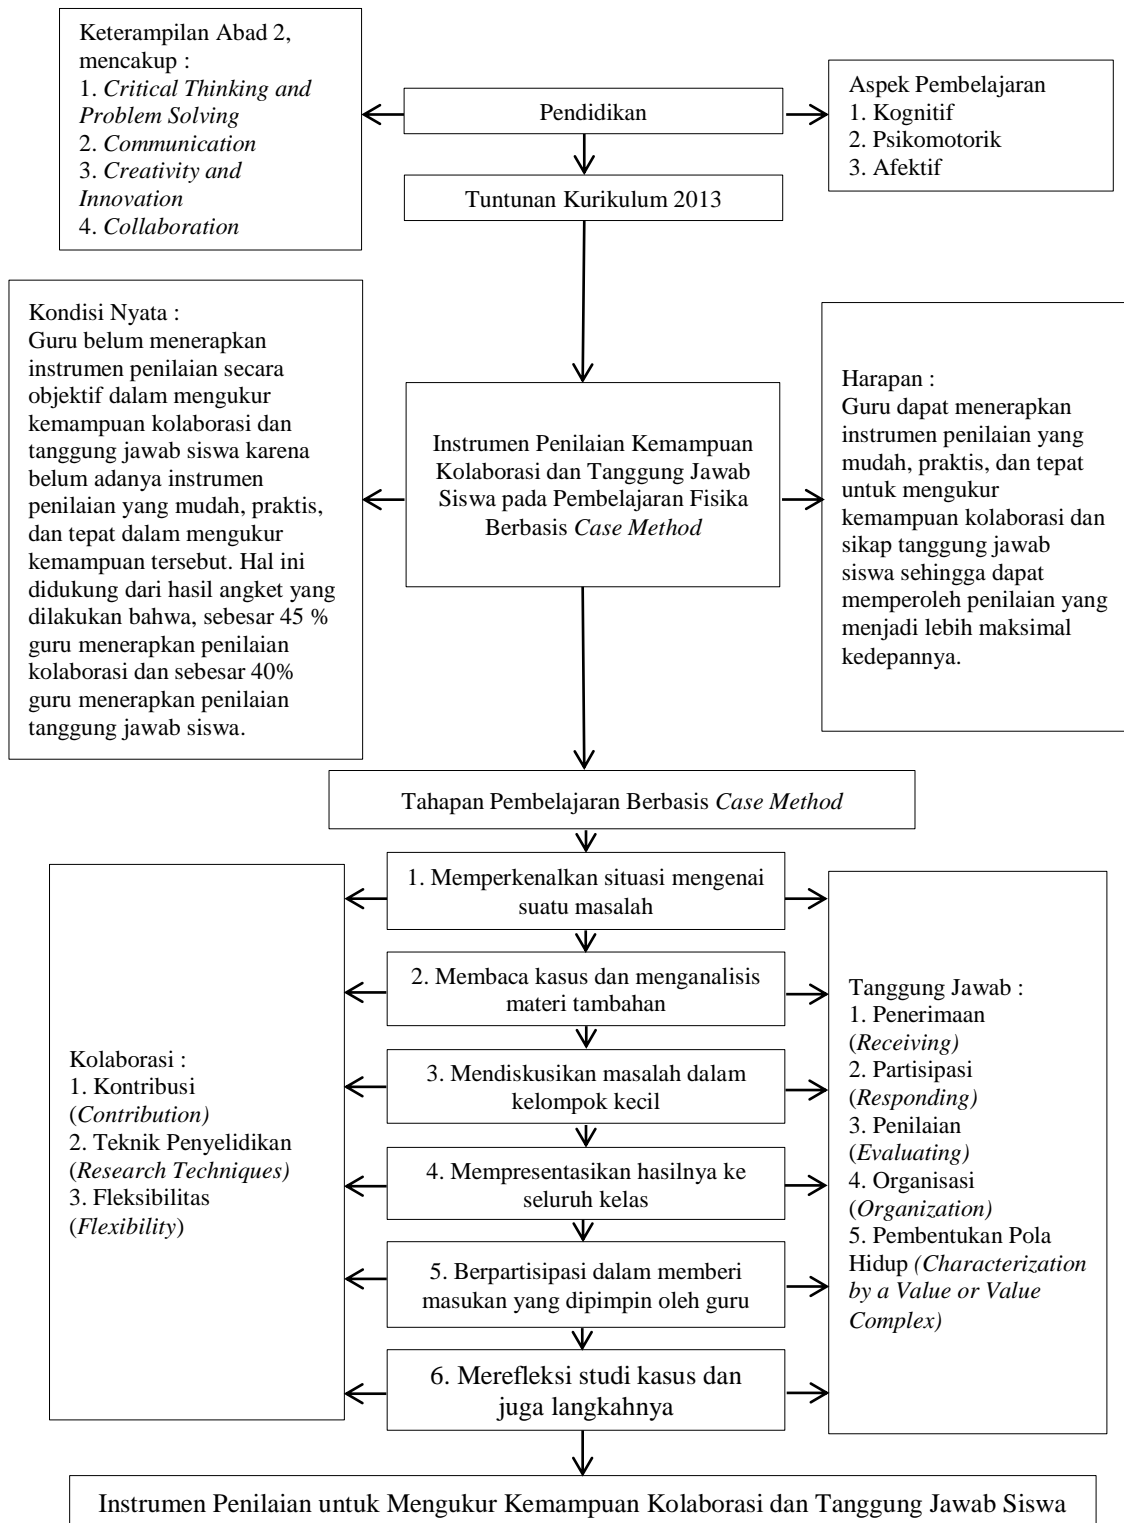 Keterampilan Abad 2,
mencakup :
1. Critical Thinking and
Problem Solving
2. Communication
3. Creativity and
Innovation
4. Collaboration
Pendidikan
Aspek Pembelajaran
1. Kognitif
2. Psikomotorik
3. Afektif
Tuntunan Kurikulum 2013
Kondisi Nyata :
Guru belum menerapkan
instrumen penilaian secara
objektif dalam mengukur
kemampuan kolaborasi dan
tanggung jawab siswa karena
belum adanya instrumen
penilaian yang mudah, praktis,
dan tepat dalam mengukur
kemampuan tersebut. Hal ini
didukung dari hasil angket yang
dilakukan bahwa, sebesar 45 %
guru menerapkan penilaian
kolaborasi dan sebesar 40%
guru menerapkan penilaian
tanggung jawab siswa.
Instrumen Penilaian Kemampuan
Kolaborasi dan Tanggung Jawab
Siswa pada Pembelajaran Fisika
Berbasis Case Method
Harapan :
Guru dapat menerapkan
instrumen penilaian yang
mudah, praktis, dan tepat
untuk mengukur
kemampuan kolaborasi dan
sikap tanggung jawab
siswa sehingga dapat
memperoleh penilaian yang
menjadi lebih maksimal
kedepannya.
Tahapan Pembelajaran Berbasis Case Method
1. Memperkenalkan situasi mengenai
suatu masalah
2. Membaca kasus dan menganalisis
materi tambahan
3. Mendiskusikan masalah dalam
kelompok kecil
4. Mempresentasikan hasilnya ke
seluruh kelas
5. Berpartisipasi dalam memberi
masukan yang dipimpin oleh guru
6. Merefleksi studi kasus dan
juga langkahnya
Kolaborasi :
1. Kontribusi
(Contribution)
2. Teknik Penyelidikan
(Research Techniques)
3. Fleksibilitas
(Flexibility)
Tanggung Jawab :
1. Penerimaan
(Receiving)
2. Partisipasi
(Responding)
3. Penilaian
(Evaluating)
4. Organisasi
(Organization)
5. Pembentukan Pola
Hidup (Characterization
by a Value or Value
Complex)
Instrumen Penilaian untuk Mengukur Kemampuan Kolaborasi dan Tanggung Jawab Siswa